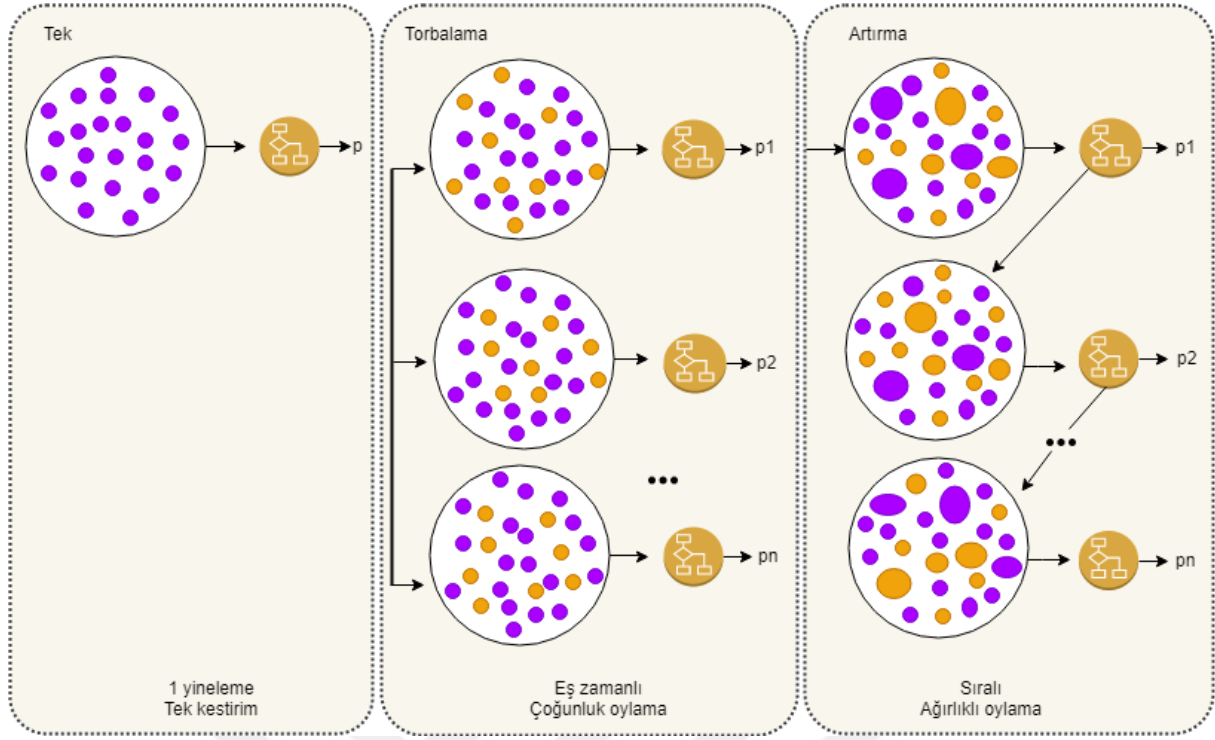 Tek
p
1 yineleme
Tek kestirim
Torbalama
p1
p2
pn
Eş zamanlı
Çoğunluk oylama
Artırma
p1
p2
pn
Sıralı
Ağırlıklı oylama